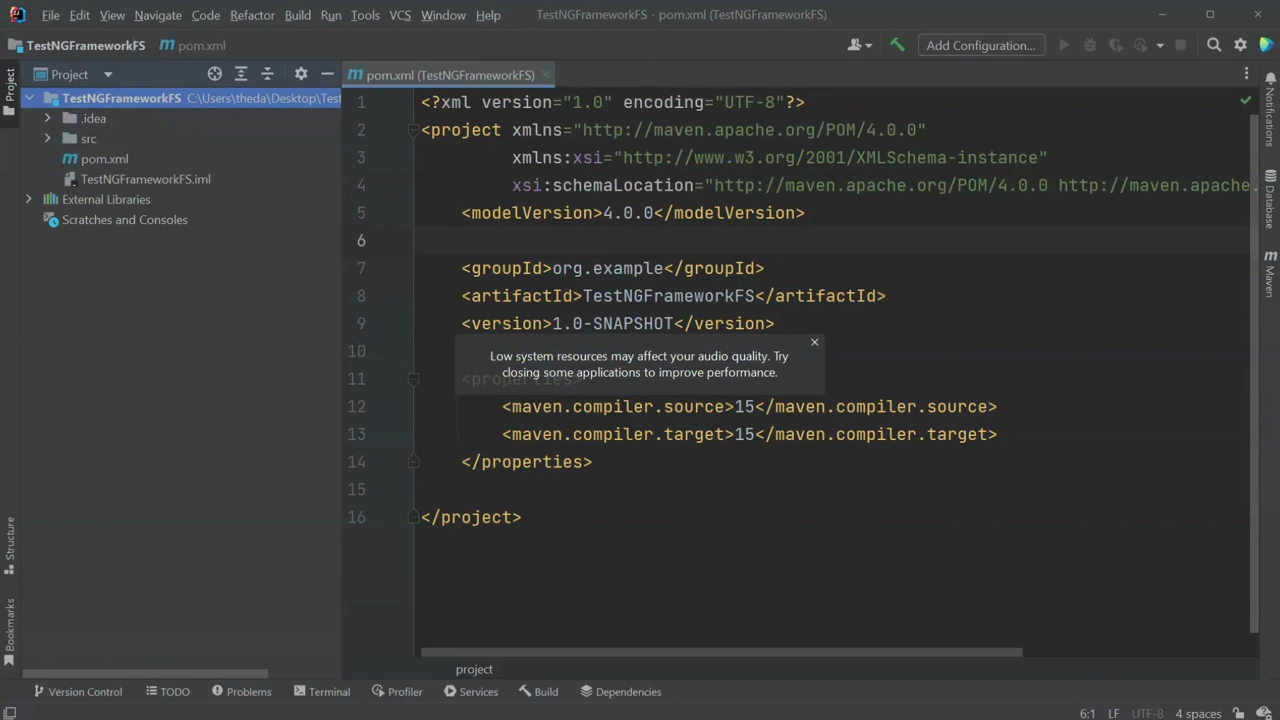 File Edit View Navigate Code Refactor Build Run Tools VCS Window Help TestNGFrameworkFS - pom.xml (TestNGFrameworkFS)
TestNGFrameworkFS pom.xml Add Configuration...
Project
pom.xml (TestNGFrameworkFS)
Project
TestNGFrameworkFS C:\Users\theda\Desktop\Test
.idea
src
pom.xml
TestNGFrameworkFS.iml
External Libraries
Scratches and Consoles
Structure
Bookmarks
1 <?xml version="1.0" encoding="UTF-8"?>
2 <project xmlns="http://maven.apache.org/POM/4.0.0"
3 xmlns:xsi="http://www.w3.org/2001/XMLSchema-instance"
4 xsi:schemaLocation="http://maven.apache.org/POM/4.0.0 http://maven.apache.
5 <modelVersion>4.0.0</modelVersion>
6
7 <groupId>org.example</groupId>
8 <artifactId>TestNGFrameworkFS</artifactId>
9 <version>1.0-SNAPSHOT</version>
10
Low system resources may affect your audio quality. Try
closing some applications to improve performance.
11 <properties>
12 <maven.compiler.source>15</maven.compiler.source>
13 <maven.compiler.target>15</maven.compiler.target>
14 </properties>
15
16 </project>
Notifications
Database
Maven
project
Version Control TODO Problems Terminal Profiler Services Build Dependencies
6:1 LF UTF-8 4 spaces